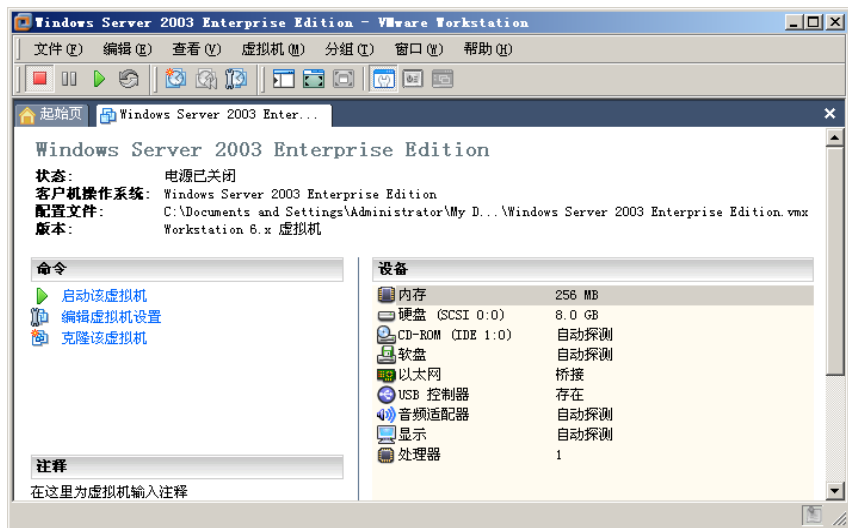 Windows Server 2003 Enterprise Edition - VMware Workstation
文件(F) 编辑(E) 查看(V) 虚拟机(M) 分组(T) 窗口(W) 帮助(H)
起始页 Windows Server 2003 Enter...
Windows Server 2003 Enterprise Edition
状态: 电源已关闭
客户机操作系统: Windows Server 2003 Enterprise Edition
配置文件: C:\Documents and Settings\Administrator\My D...\Windows Server 2003 Enterprise Edition.vmx
版本: Workstation 6.x 虚拟机
命令
启动该虚拟机
编辑虚拟机设置
克隆该虚拟机
注释
在这里为虚拟机输入注释
设备
内存 256 MB
硬盘 (SCSI 0:0) 8.0 GB
CD-ROM (IDE 1:0) 自动探测
软盘 自动探测
以太网 桥接
USB 控制器 存在
音频适配器 自动探测
显示 自动探测
处理器 1